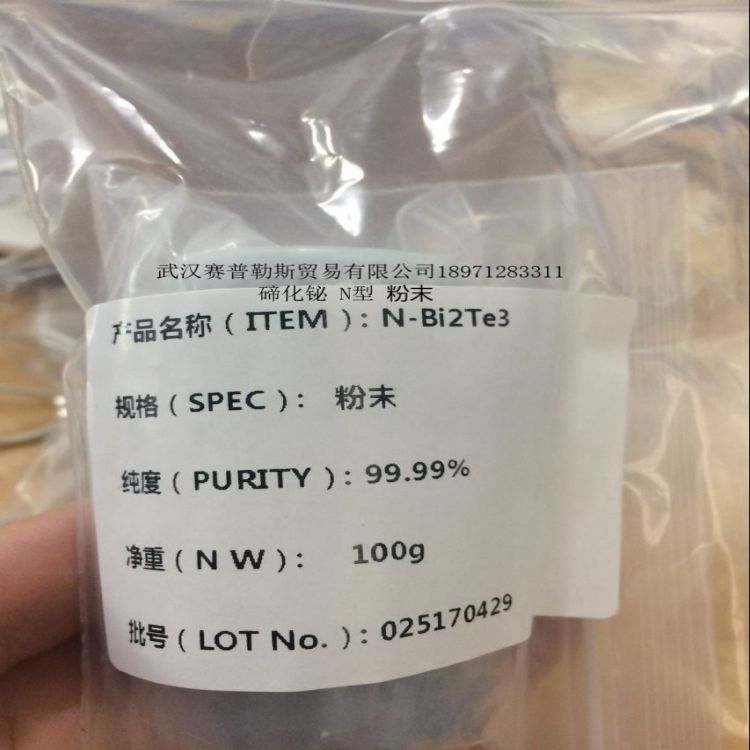 武汉赛普勒斯贸易有限公司18971283311
碲化铋 N型 粉末
产品名称(ITEM): N-Bi2Te3
规格(SPEC): 粉末
纯度(PURITY): 99.99%
净重(N W): 100g
批号(LOT No.): 025170429